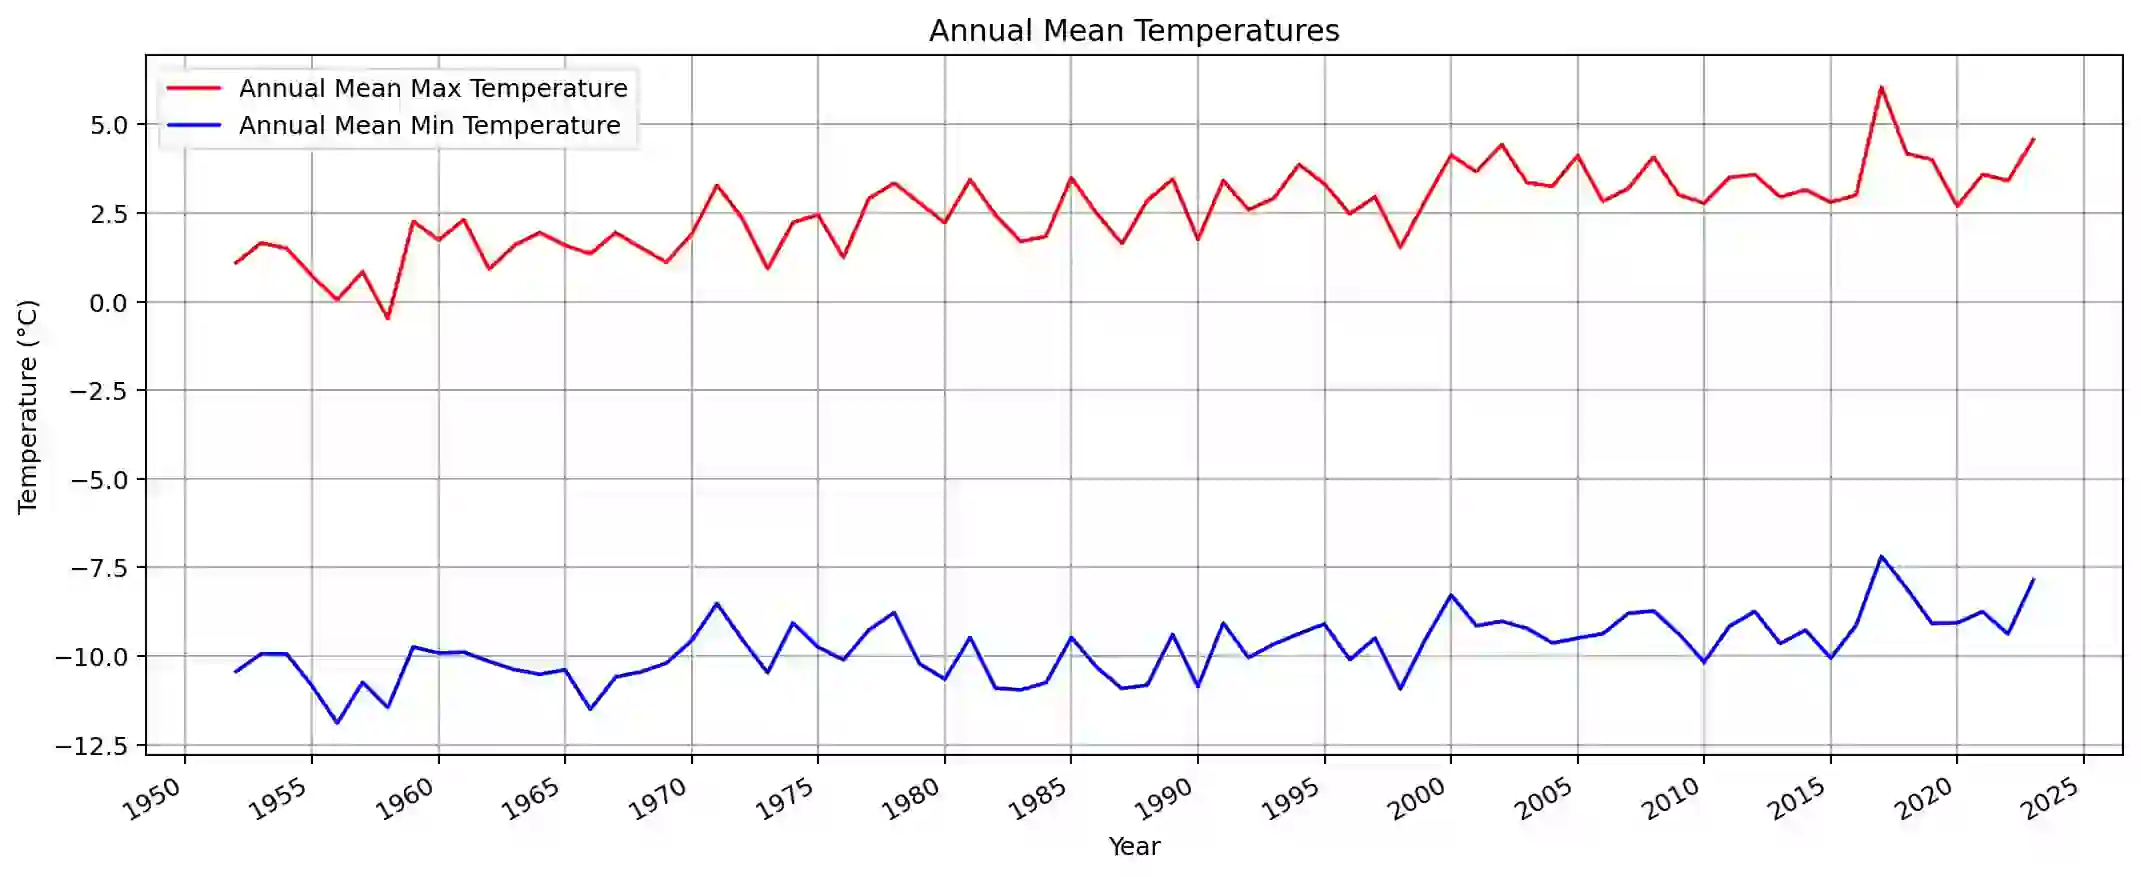 Annual Mean Temperatures
Annual Mean Max Temperature
Annual Mean Min Temperature
Temperature (°C)
5.0
2.5
0.0
−2.5
−5.0
−7.5
−10.0
−12.5
1950 1955 1960 1965 1970 1975 1980 1985 1990 1995 2000 2005 2010 2015 2020 2025
Year